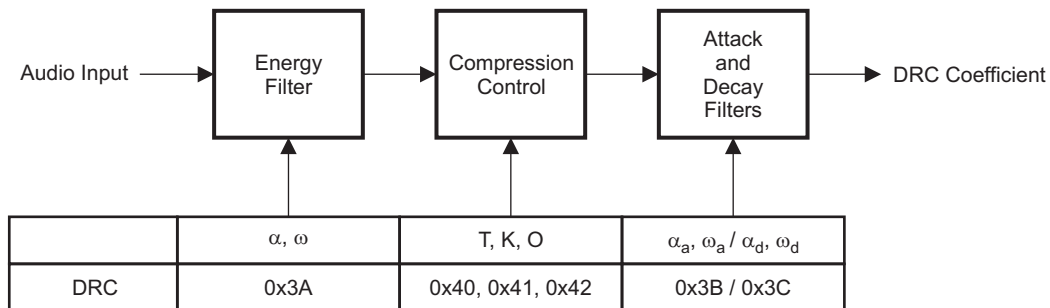 Audio Input
Energy
Filter
Compression
Control
Attack
and
Decay
Filters
DRC Coefficient
α, ω
T, K, O
αa, ωa / αd, ωd
DRC
0x3A
0x40, 0x41, 0x42
0x3B / 0x3C